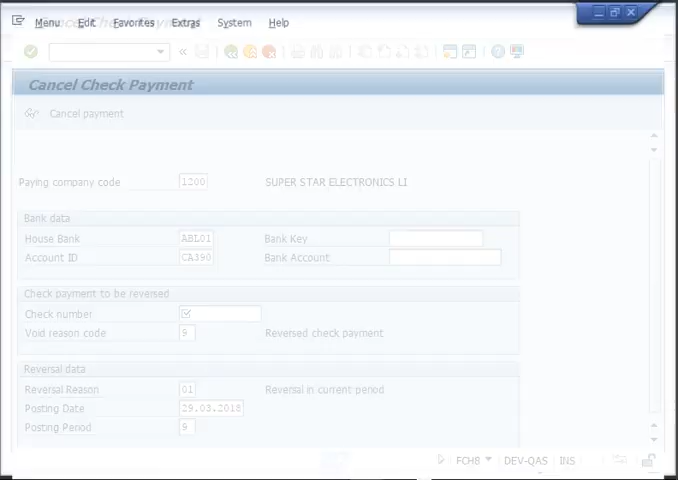 Menu Edit Favorites Extras System Help
Cancel Check Payment
Cancel payment
Paying company code 1200 SUPER STAR ELECTRONICS LI
Bank data
House Bank ABL01 Bank Key
Account ID CA390 Bank Account
Check payment to be reversed
Check number
Void reason code 9 Reversed check payment
Reversal data
Reversal Reason 01 Reversal in current period
Posting Date 29.03.2018
Posting Period 9
FCH8 DEV-QAS INS